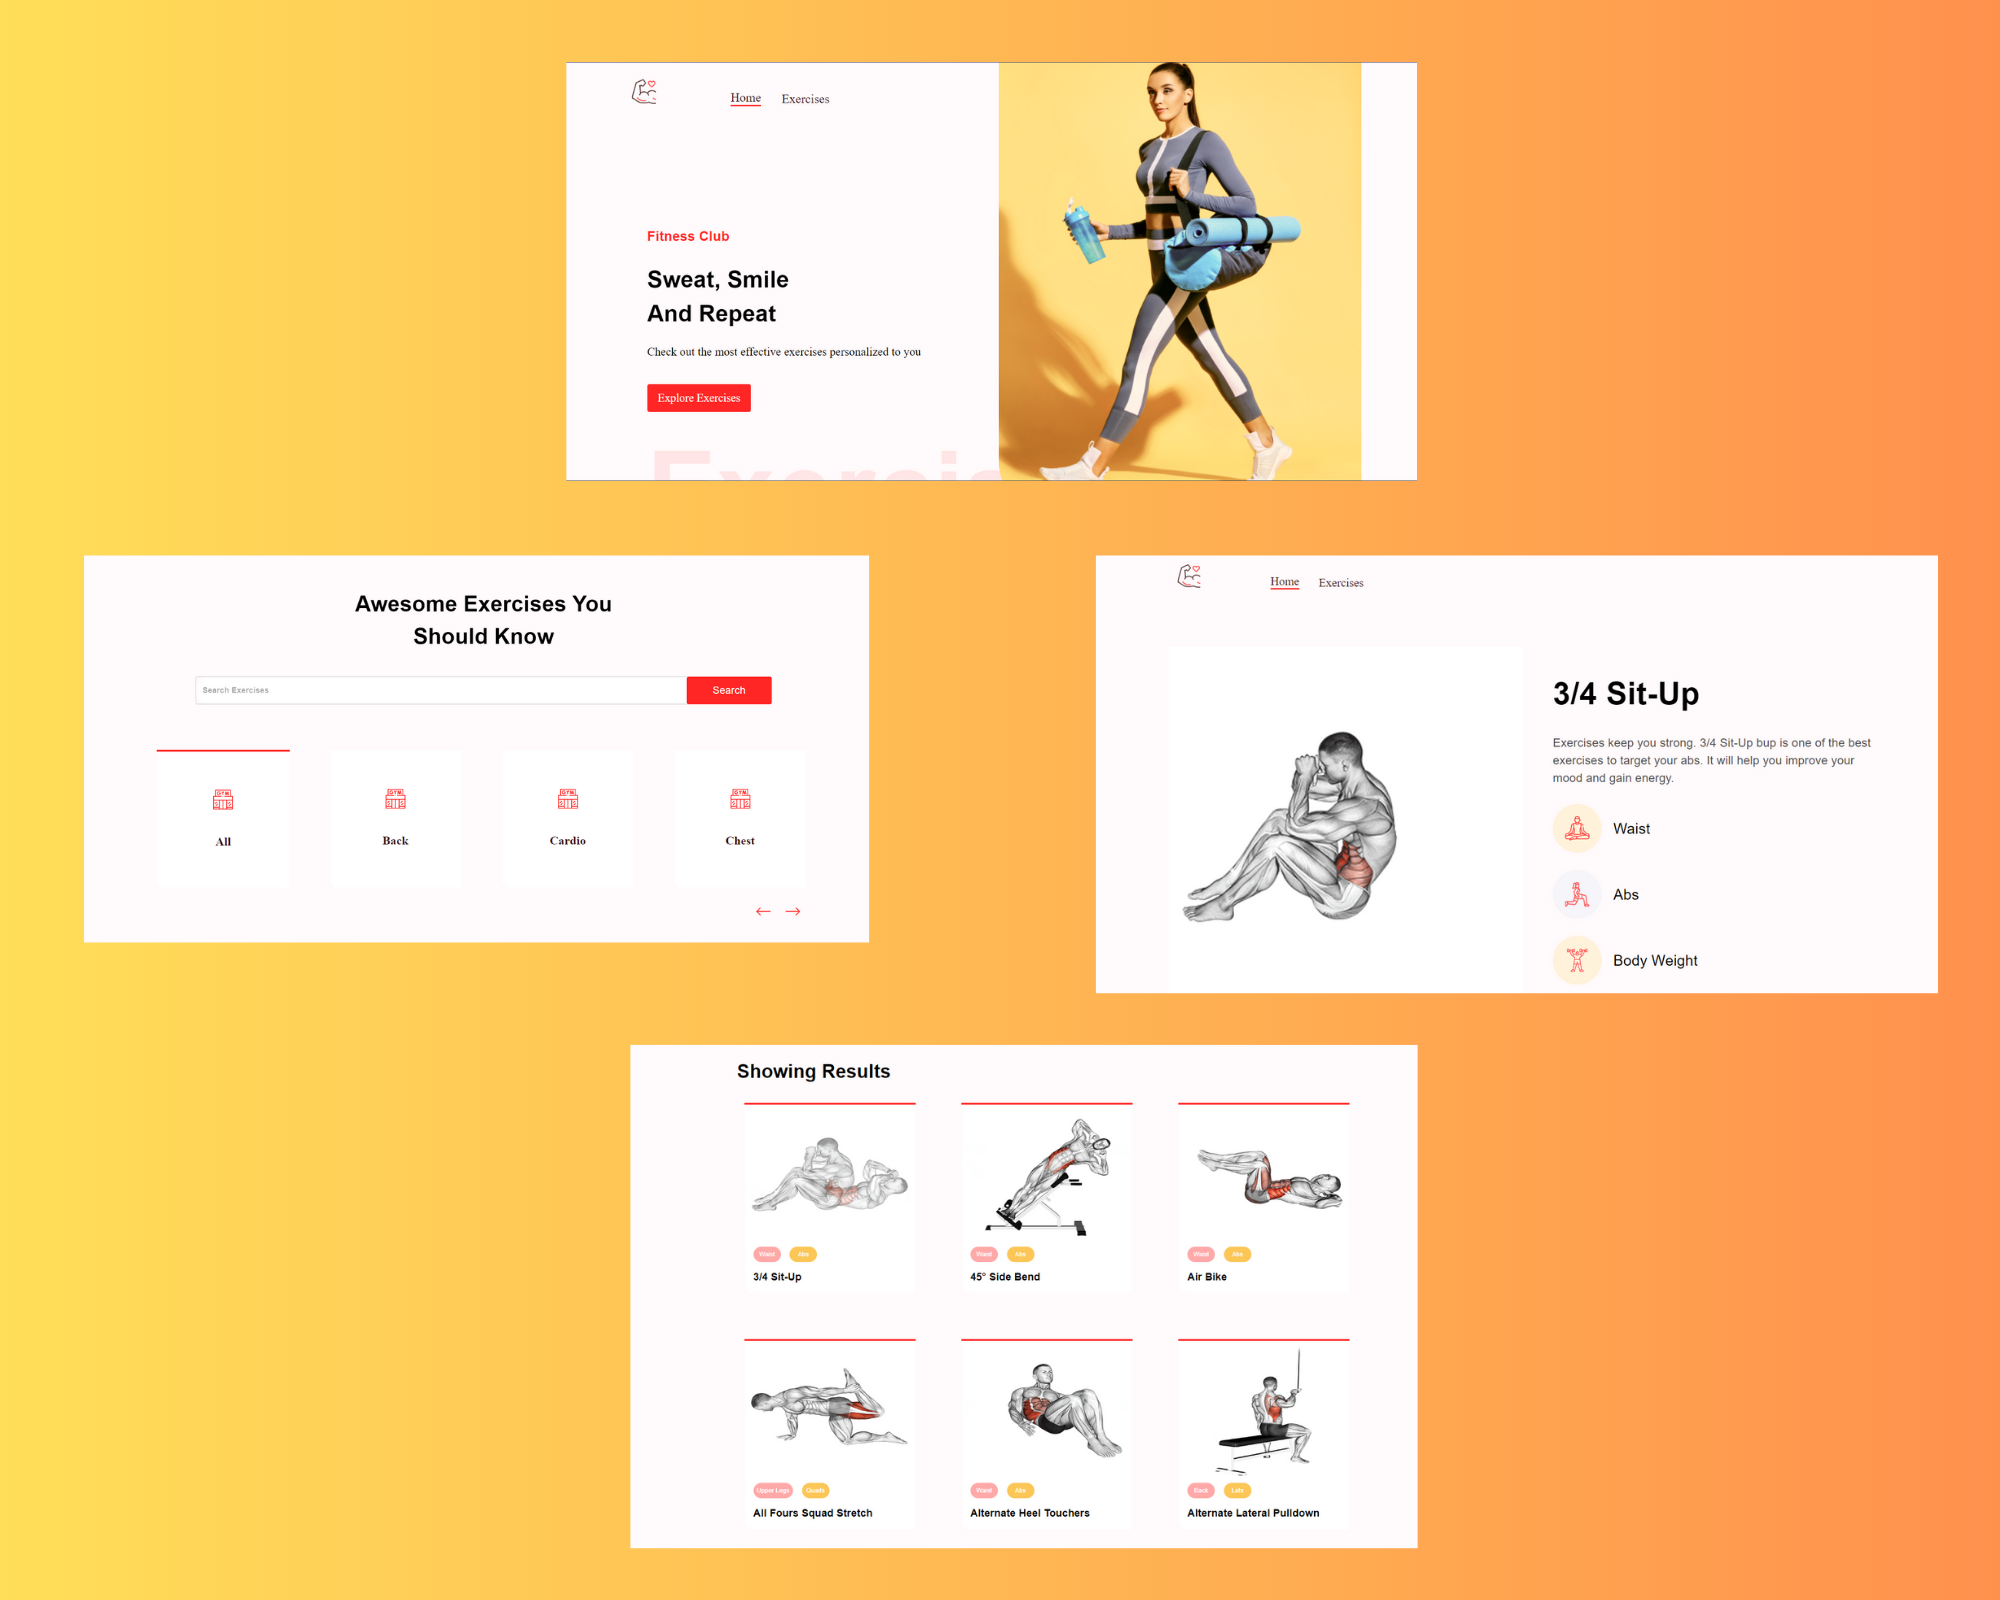 Home Exercises
Fitness Club
Sweat, Smile
And Repeat
Check out the most effective exercises personalized to you
Explore Exercises
Exercis
Awesome Exercises You
Should Know
Search Exercises
Search
GYM
GYM
GYM
GYM
All
Back
Cardio
Chest
Home Exercises
3/4 Sit-Up
Exercises keep you strong. 3/4 Sit-Up bup is one of the best
exercises to target your abs. It will help you improve your
mood and gain energy.
Waist
Abs
Body Weight
Showing Results
Waist Abs
3/4 Sit-Up
Waist Abs
45° Side Bend
Waist Abs
Air Bike
Upper Legs Quads
All Fours Squad Stretch
Waist Abs
Alternate Heel Touchers
Back Lats
Alternate Lateral Pulldown